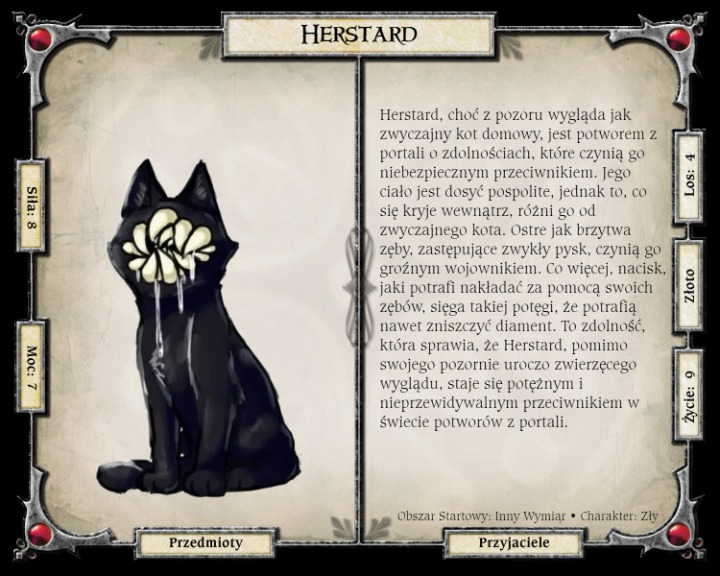 HERSTARD
Herstard, choć z pozoru wygląda jak
zwyczajny kot domowy, jest potworem z
portali o zdolnościach, które czynią go
niebezpiecznym przeciwnikiem. Jego
ciało jest dosyć pospolite, jednak to, co
się kryje wewnątrz, różni go od
zwyczajnego kota. Ostre jak brzytwa
zęby, zastępujące zwykły pysk, czynią go
groźnym wojownikiem. Co więcej, nacisk,
jaki potrafi nakładać za pomocą swoich
zębów, sięga takiej potęgi, że potrafią
nawet zniszczyć diament. To zdolność,
która sprawia, że Herstard, pomimo
swojego pozornie uroczo zwierzęcego
wyglądu, staje się potężnym i
nieprzewidywalnym przeciwnikiem w
świecie potworów z portali.
Obszar Startowy: Inny Wymiar • Charakter: Zły
Siła: 8
Moc: 7
Los: 4
Złoto
Życie: 9
Przedmioty
Przyjaciele